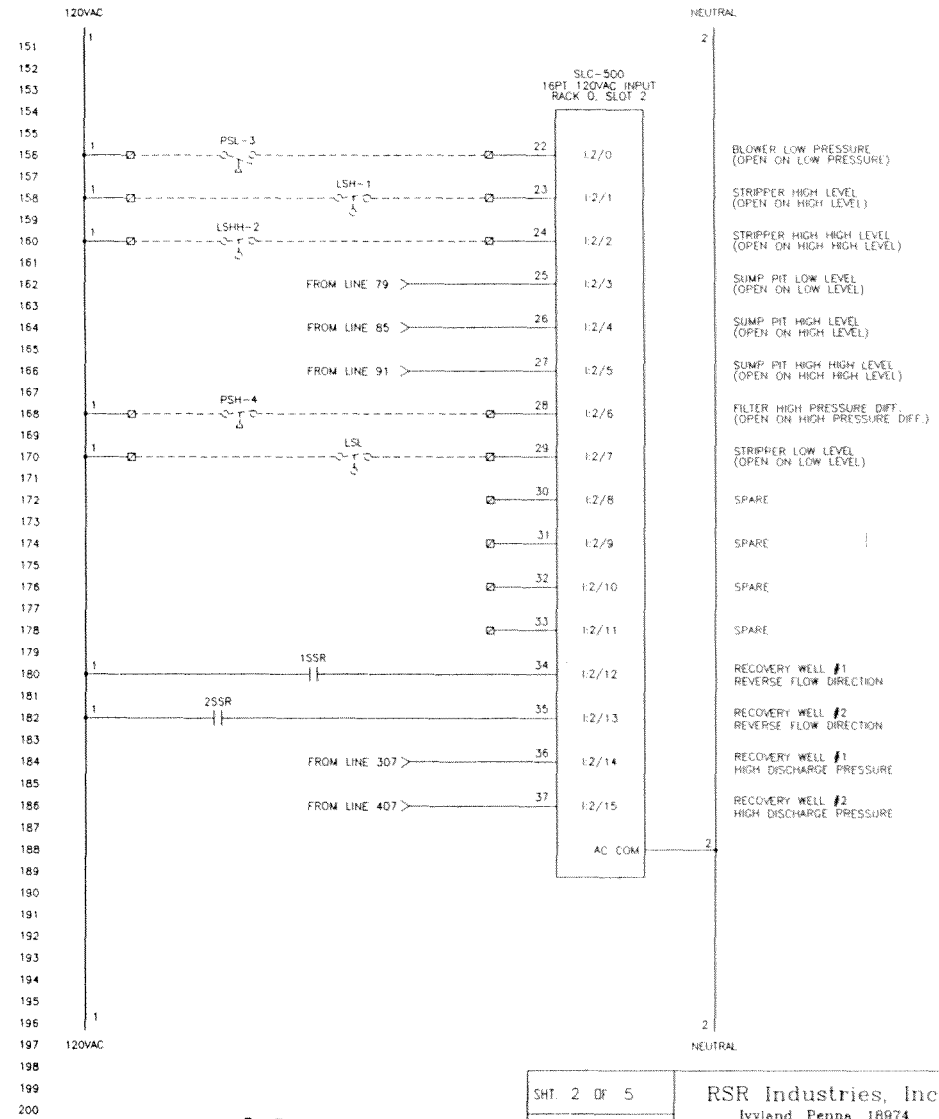 120VAC NEUTRAL
1 2
151
152
SLC-500
153 16PT 120VAC INPUT
RACK 0, SLOT 2
154
155
PSL-3
156 1 22 I:2/0 BLOWER LOW PRESSURE
(OPEN ON LOW PRESSURE)
157
LSH-1
158 1 23 I:2/1 STRIPPER HIGH LEVEL
(OPEN ON HIGH LEVEL)
159
LSHH-2
160 1 24 I:2/2 STRIPPER HIGH HIGH LEVEL
(OPEN ON HIGH HIGH LEVEL)
161
162 FROM LINE 79 25 I:2/3 SUMP PIT LOW LEVEL
(OPEN ON LOW LEVEL)
163
164 FROM LINE 85 26 I:2/4 SUMP PIT HIGH LEVEL
(OPEN ON HIGH LEVEL)
165
166 FROM LINE 91 27 I:2/5 SUMP PIT HIGH HIGH LEVEL
(OPEN ON HIGH HIGH LEVEL)
167
PSH-4
168 1 28 I:2/6 FILTER HIGH PRESSURE DIFF.
(OPEN ON HIGH PRESSURE DIFF.)
169
LSL
170 1 29 I:2/7 STRIPPER LOW LEVEL
(OPEN ON LOW LEVEL)
171
172 30 I:2/8 SPARE
173
174 31 I:2/9 SPARE
175
176 32 I:2/10 SPARE
177
178 33 I:2/11 SPARE
179
1SSR
180 1 34 I:2/12 RECOVERY WELL #1
REVERSE FLOW DIRECTION
181
2SSR
182 1 35 I:2/13 RECOVERY WELL #2
REVERSE FLOW DIRECTION
183
184 FROM LINE 307 36 I:2/14 RECOVERY WELL #1
HIGH DISCHARGE PRESSURE
185
186 FROM LINE 407 37 I:2/15 RECOVERY WELL #2
HIGH DISCHARGE PRESSURE
187
188 AC COM 2
189
190
191
192
193
194
195
196 1 2
197 120VAC NEUTRAL
198
199 SHT. 2 OF 5 RSR Industries, Inc
200 Ivyland, Penna. 18974